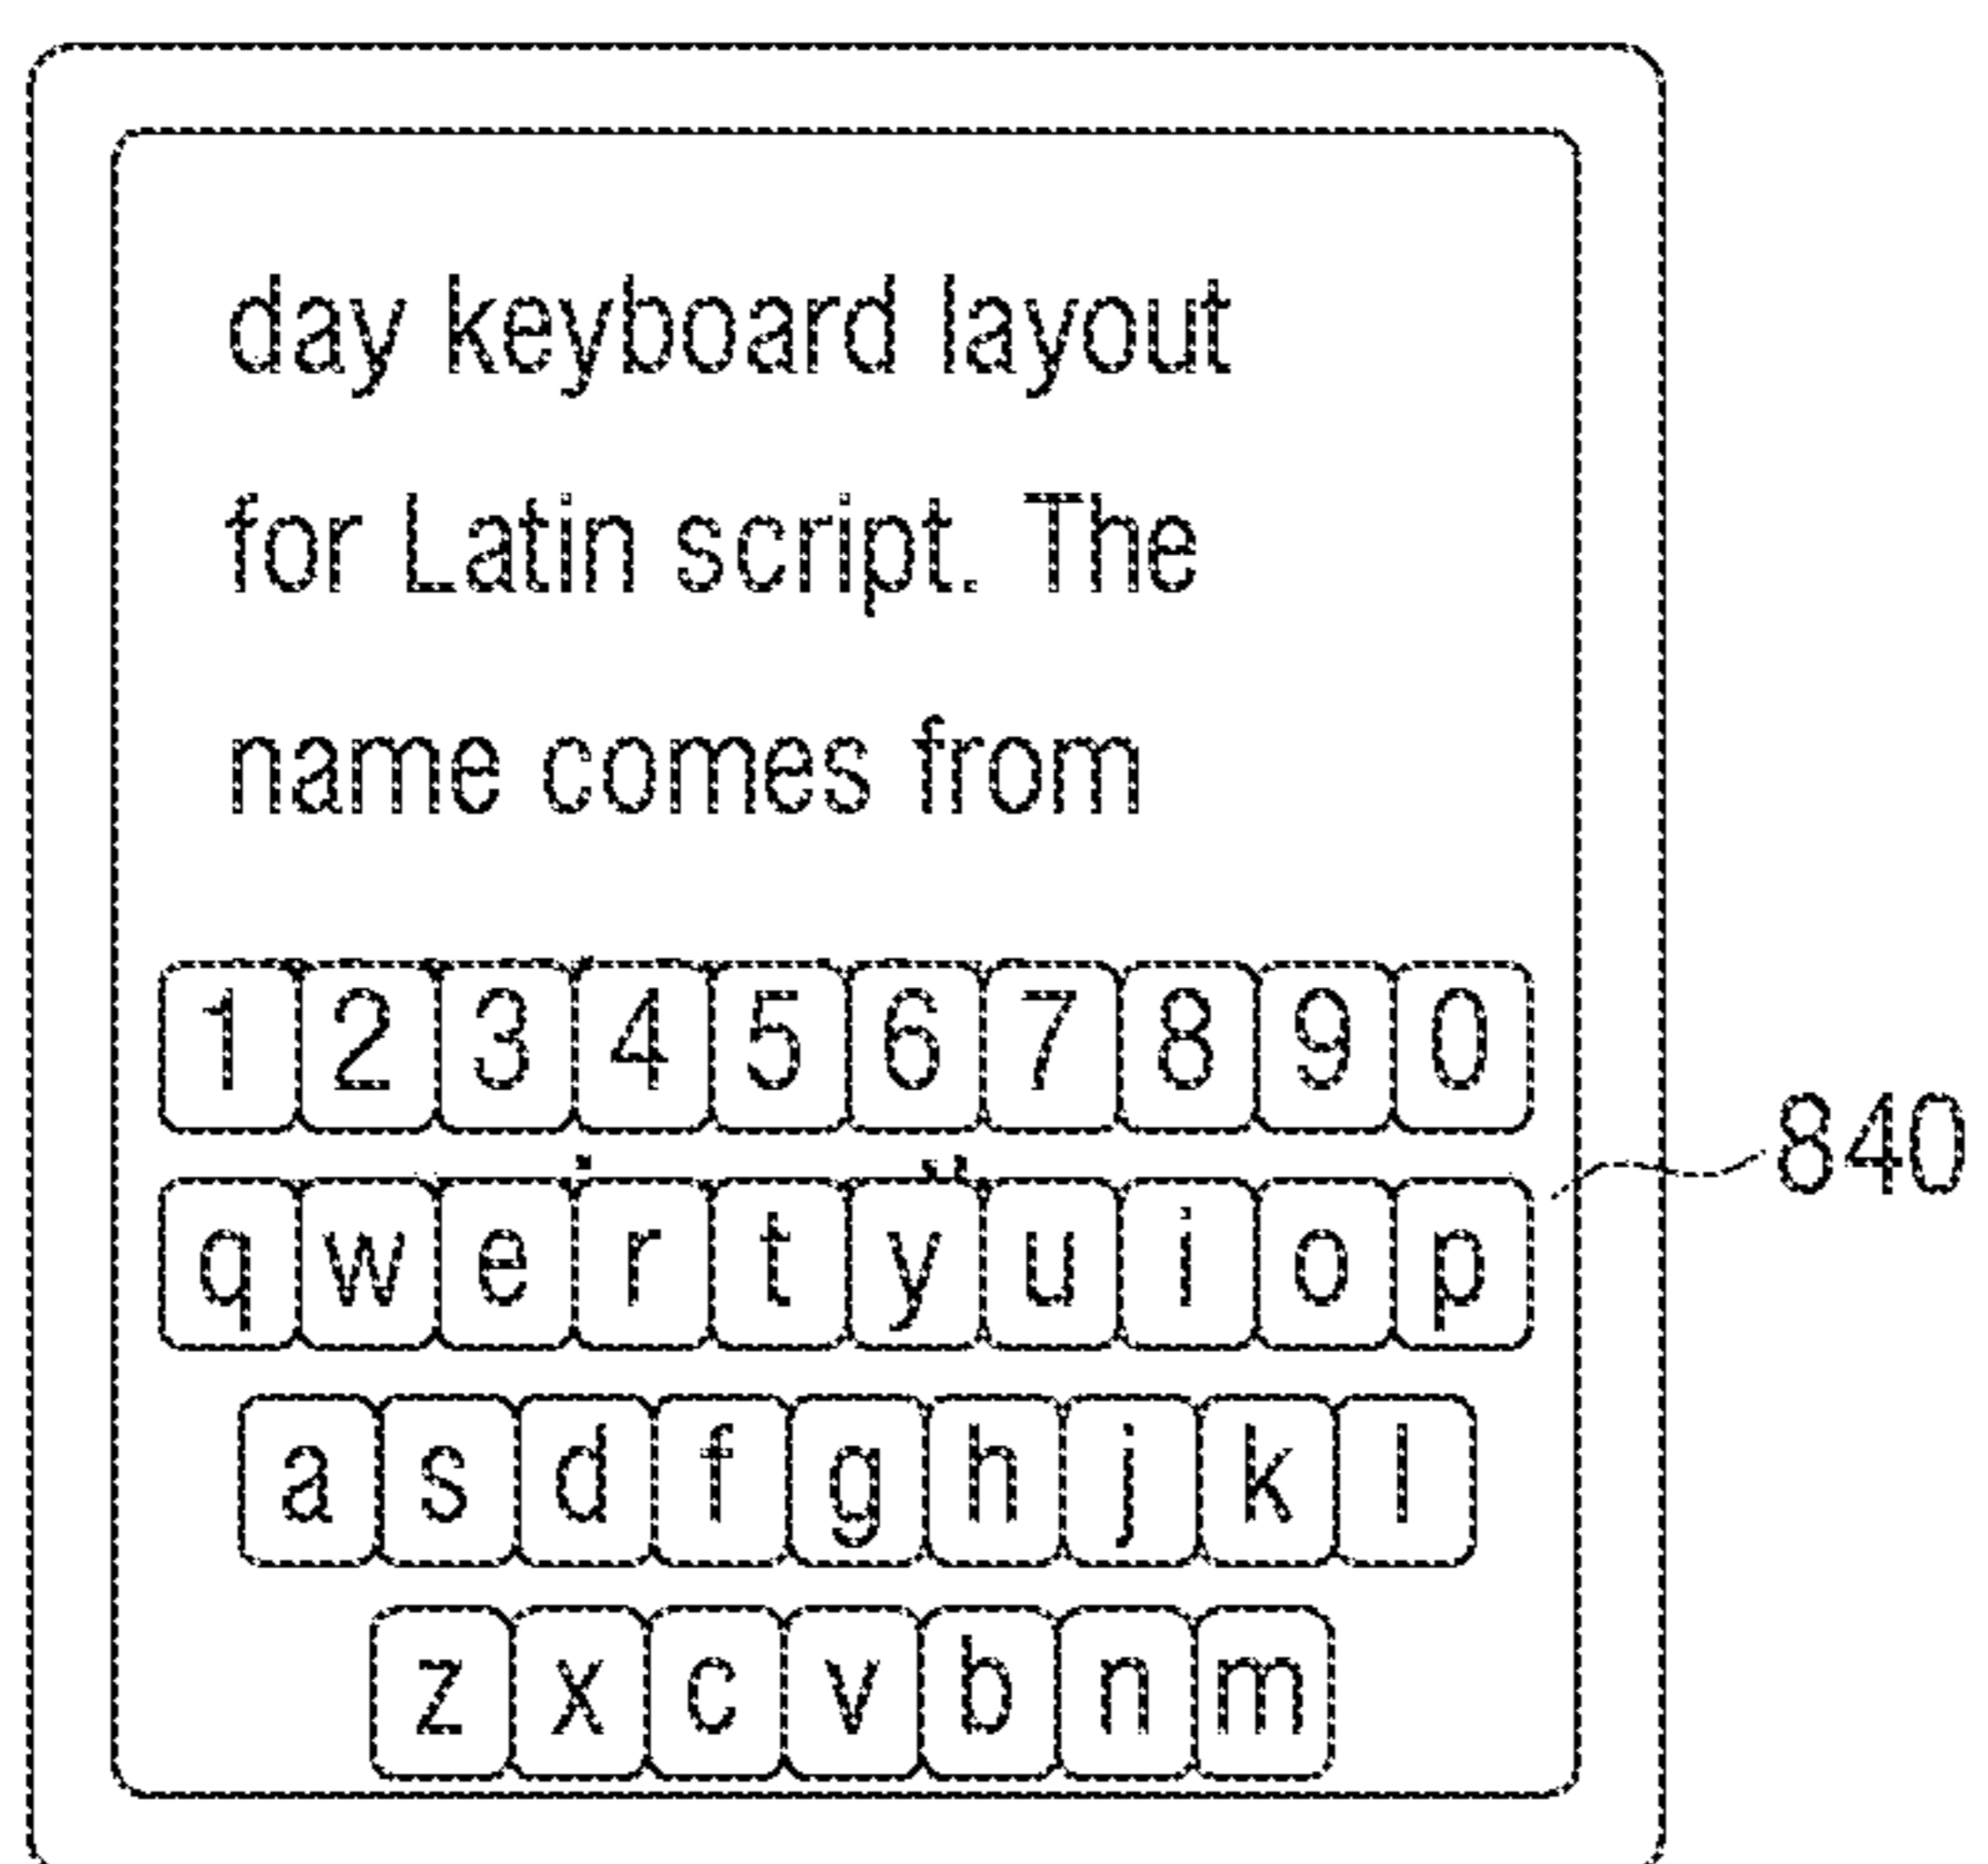 day keyboard layout
for Latin script. The
name comes from
1 2 3 4 5 6 7 8 9 0
840
q w e r t y u i o p
a s d f g h j k l
z x c v b n m